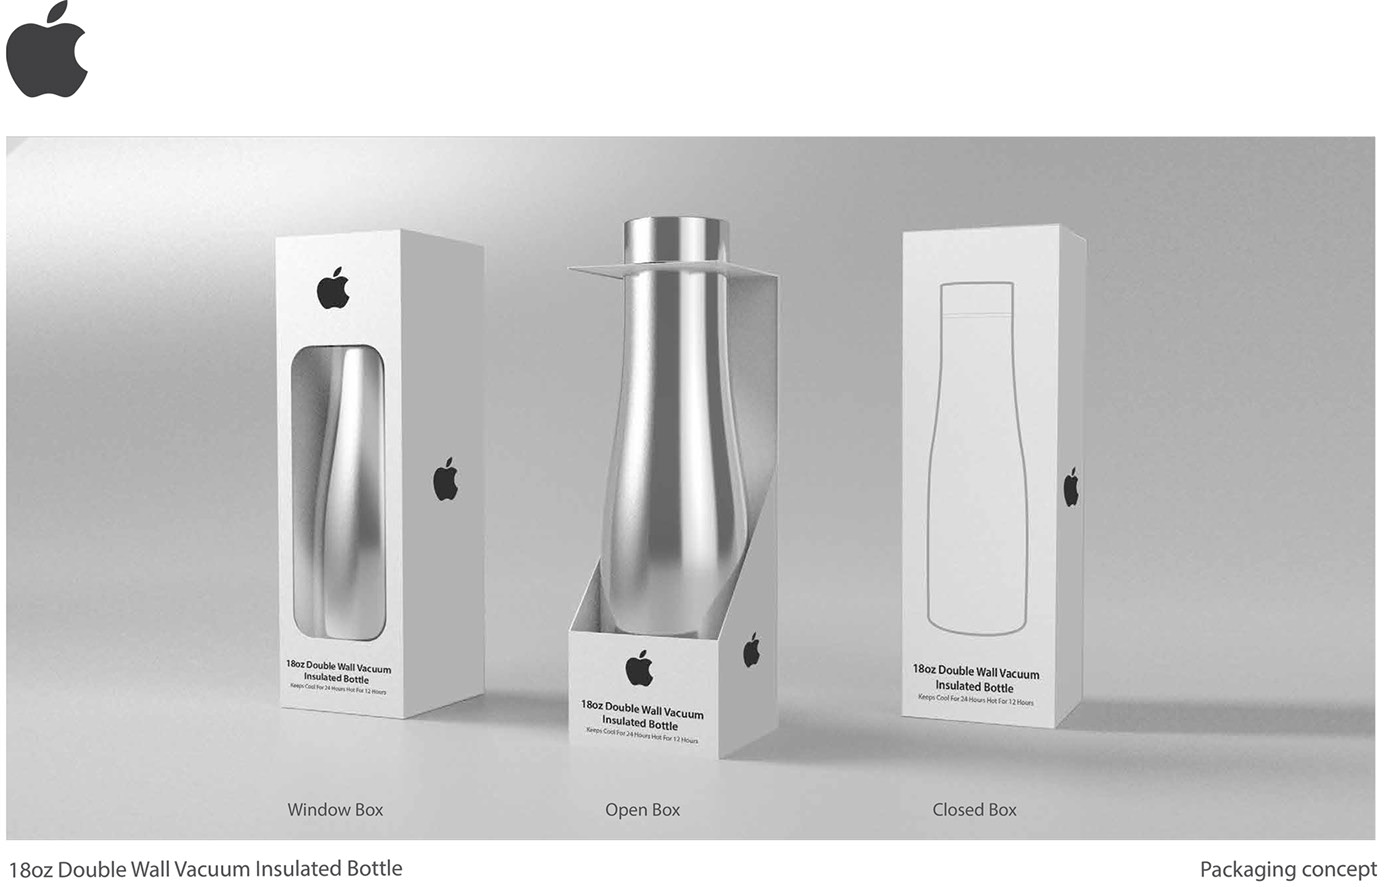 18oz Double Wall Vacuum
Insulated Bottle
Keeps Cool For 24 Hours Hot For 12 Hours
18oz Double Wall Vacuum
Insulated Bottle
Keeps Cool For 24 Hours Hot For 12 Hours
18oz Double Wall Vacuum
Insulated Bottle
Keeps Cool For 24 Hours Hot For 12 Hours
Window Box
Open Box
Closed Box
18oz Double Wall Vacuum Insulated Bottle
Packaging concept